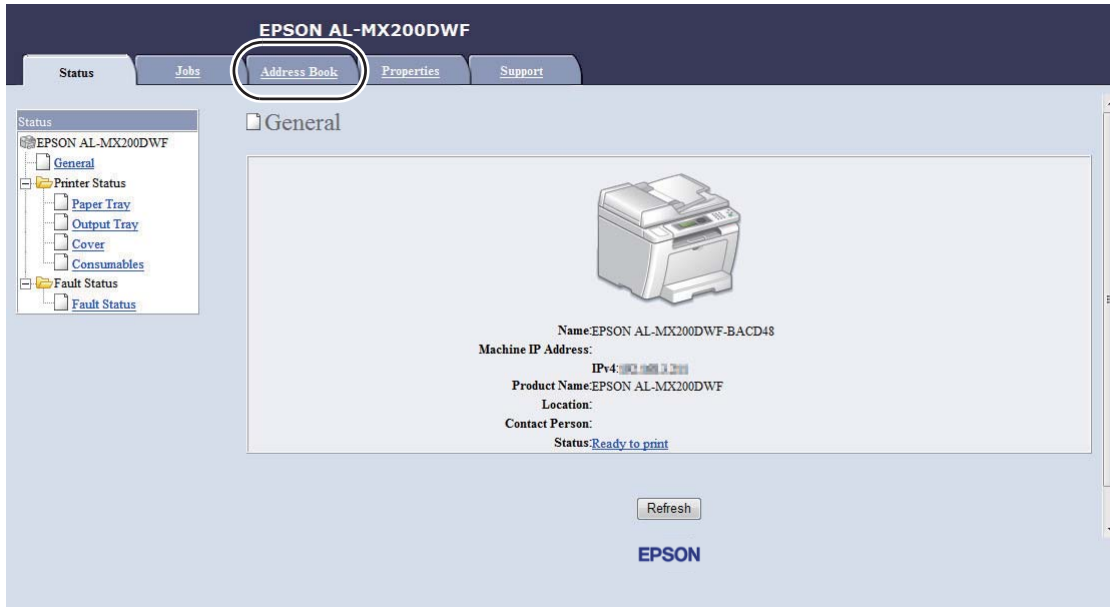 EPSON AL-MX200DWF
Status Jobs Address Book Properties Support
Status
EPSON AL-MX200DWF
General
Printer Status
Paper Tray
Output Tray
Cover
Consumables
Fault Status
Fault Status
General
Name:EPSON AL-MX200DWF-BACD48
Machine IP Address:
IPv4:
Product Name:EPSON AL-MX200DWF
Location:
Contact Person:
Status:Ready to print
Refresh
EPSON